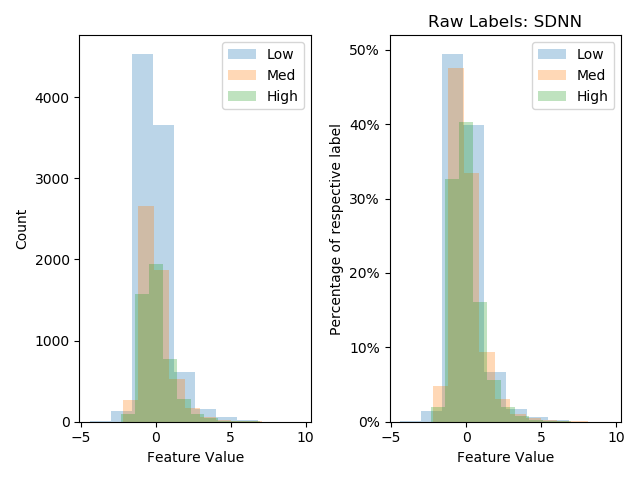 Raw Labels: SDNN
Low
Med
High
4000
3000
2000
1000
0
Count
−5
0
5
10
Feature Value
Low
Med
High
50%
40%
30%
20%
10%
0%
Percentage of respective label
−5
0
5
10
Feature Value